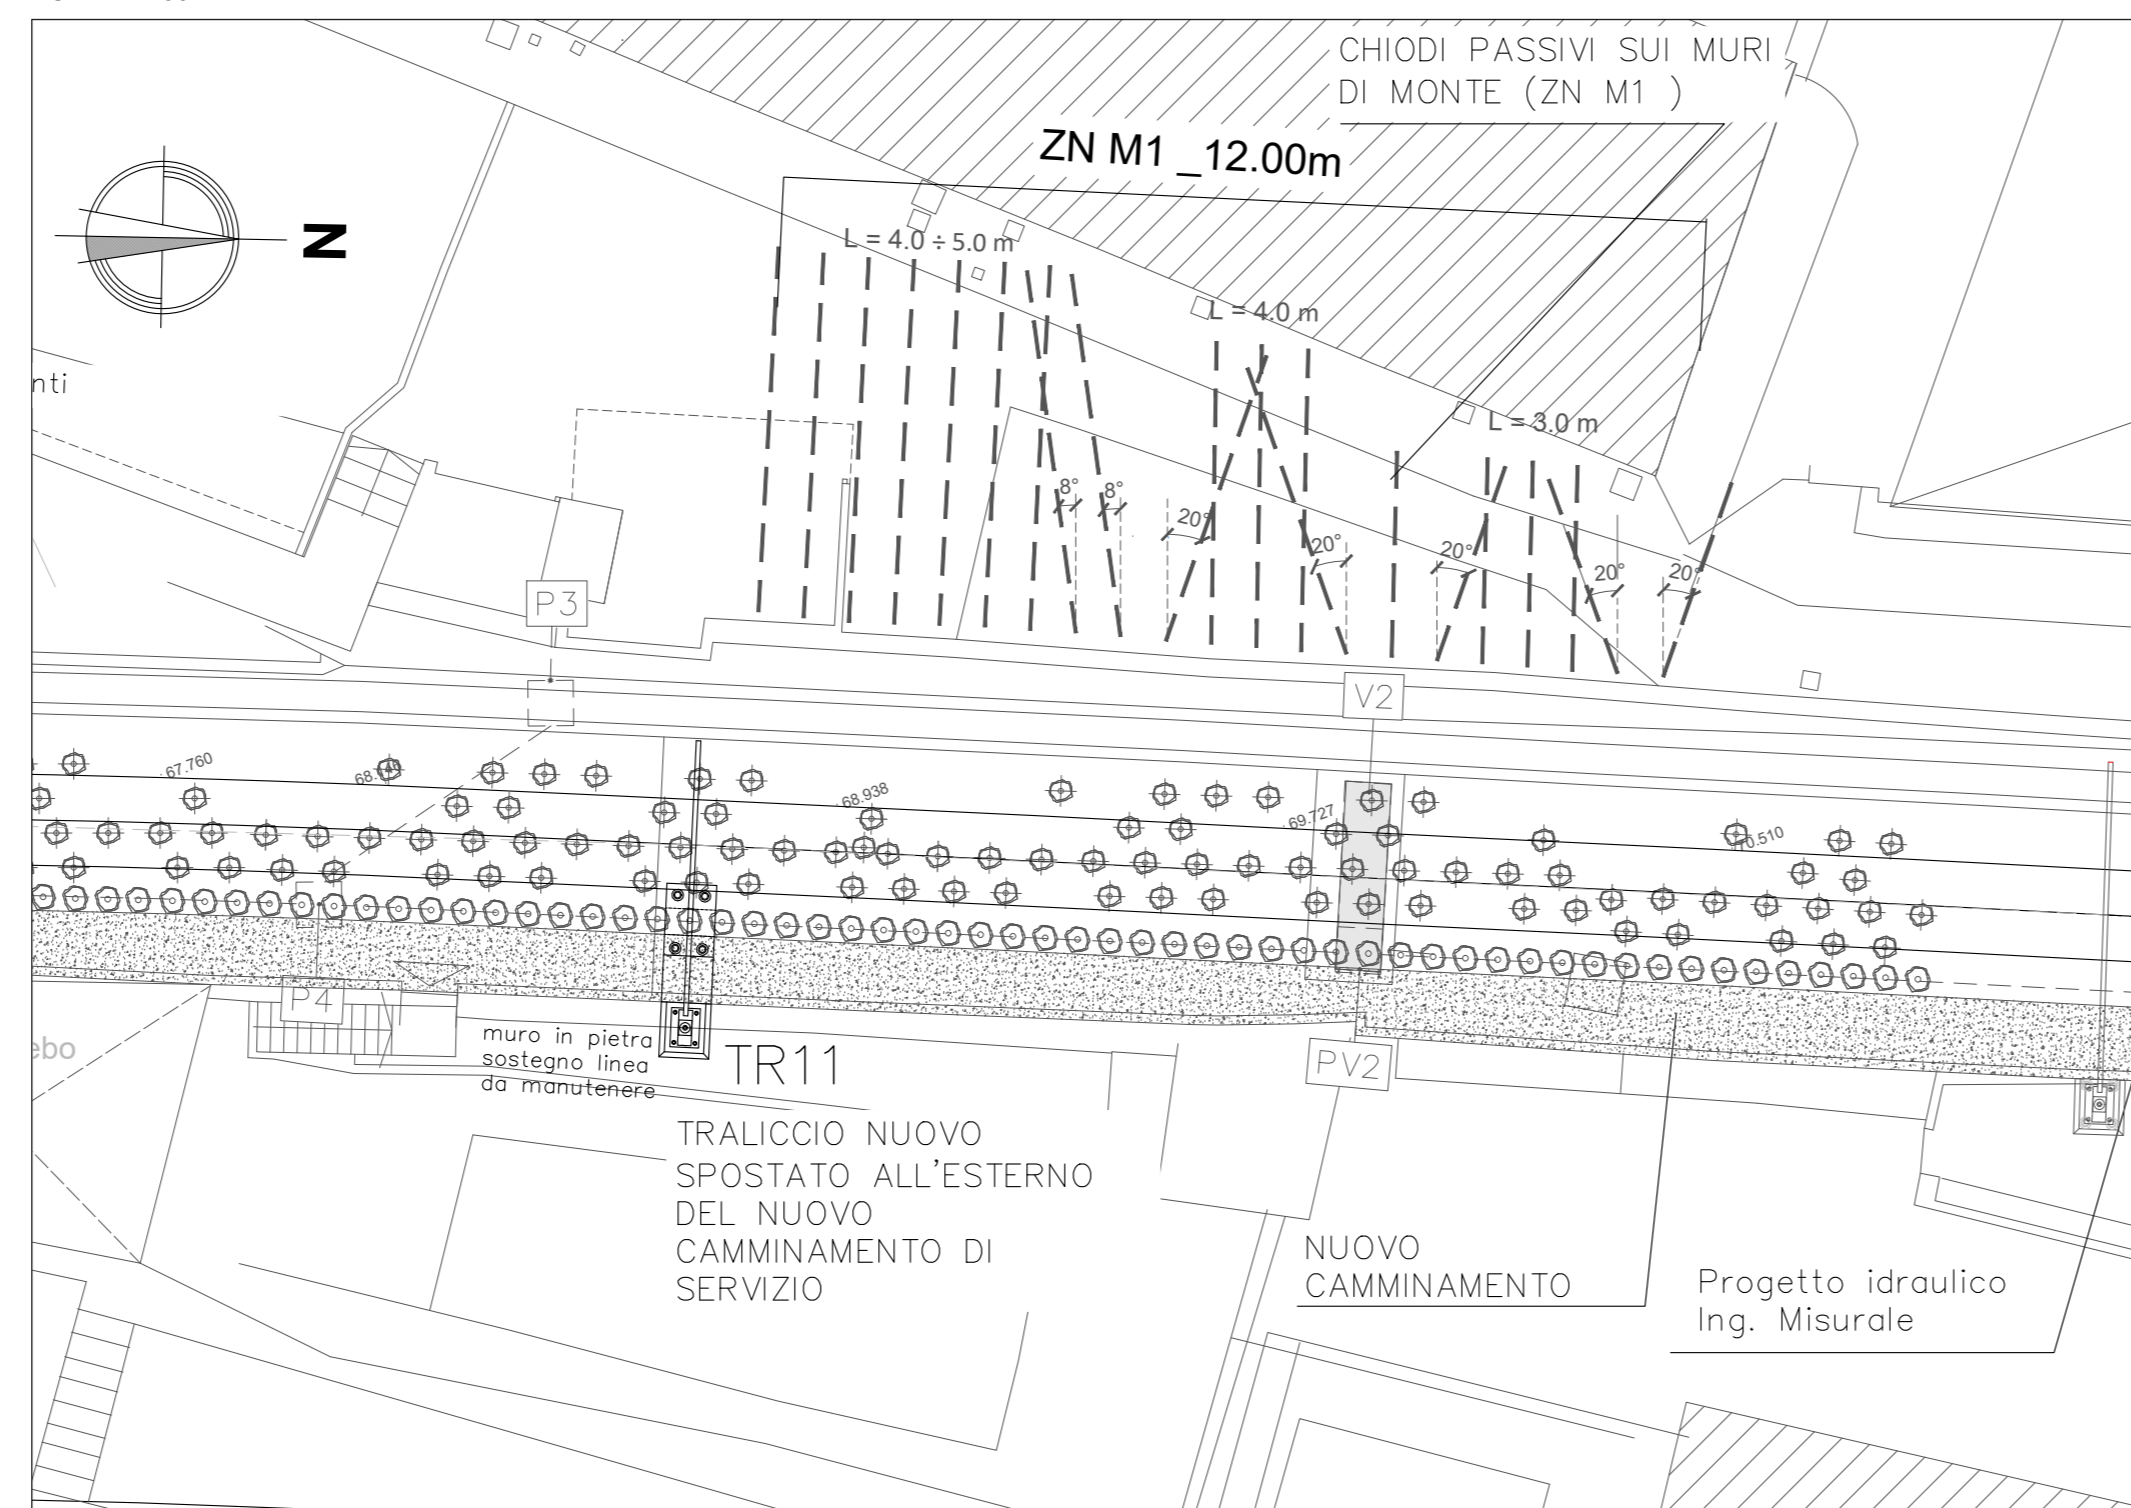 CHIODI PASSIVI SUI MURI
DI MONTE (ZN M1 )
ZN M1 _12.00m
N
L = 4.0 ÷ 5.0 m
L = 4.0 m
nti
L = 3.0 m
8°
8°
20°
20°
20°
20°
20°
P3
V2
67.760
68.938
69.727
P4
muro in pietra
sostegno linea
da manutenere
TR11
PV2
ebo
TRALICCIO NUOVO
SPOSTATO ALL'ESTERNO
DEL NUOVO
CAMMINAMENTO DI
SERVIZIO
NUOVO
CAMMINAMENTO
Progetto idraulico
Ing. Misurale